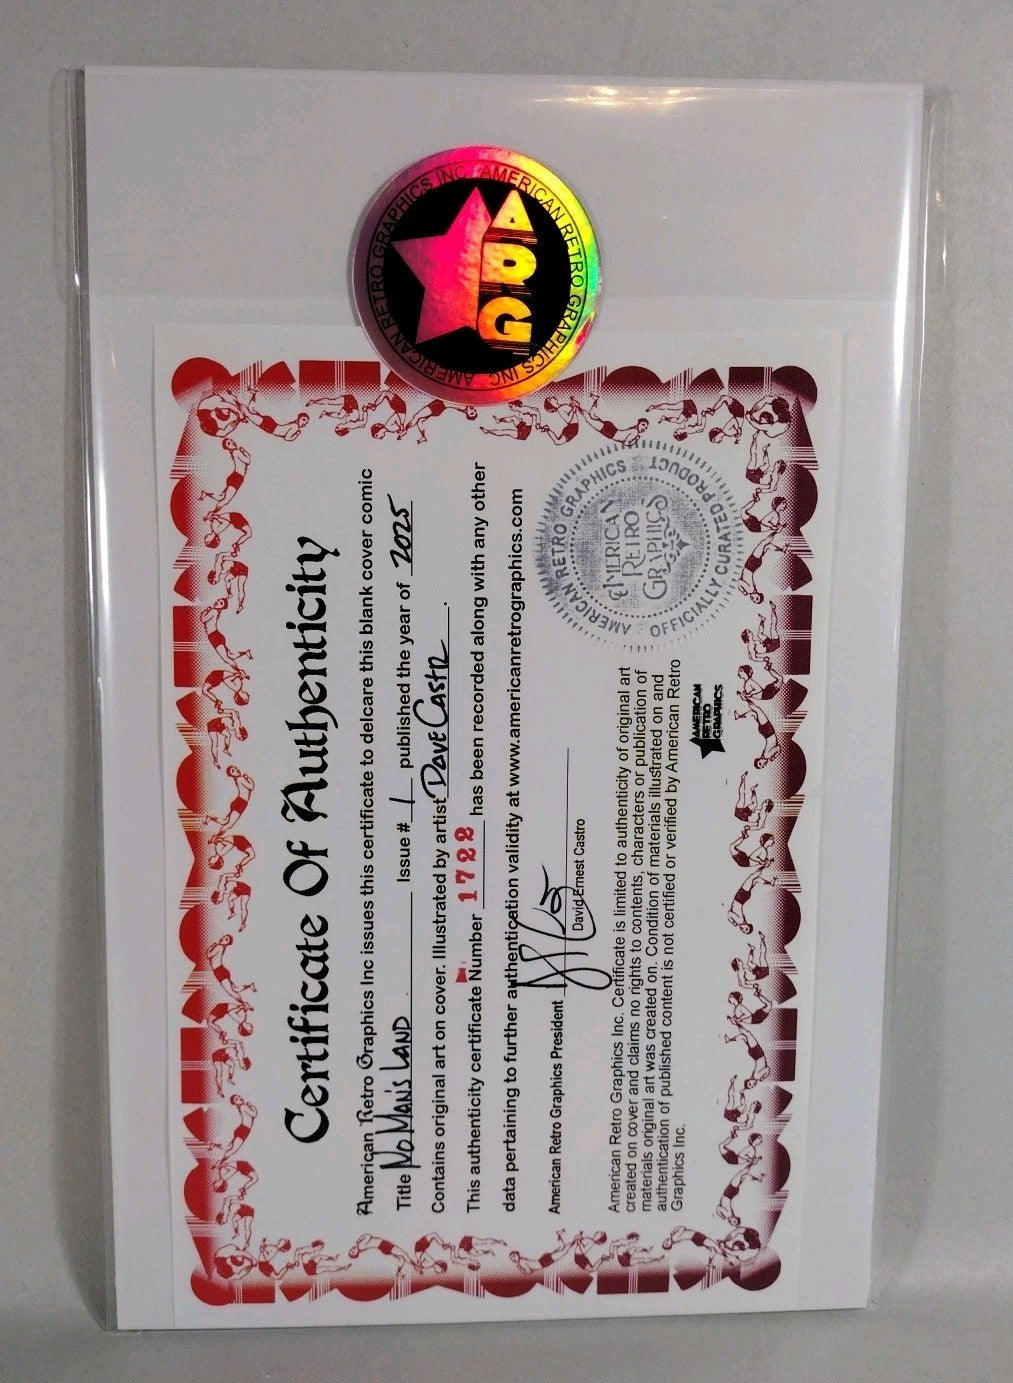 AMERICAN RETRO GRAPHICS INC. AMERICAN RETRO GRAPHICS INC.
ARG
Certificate Of Authenticity
American Retro Graphics Inc issues this certificate to delcare this blank cover comic
Title No Man's Land Issue # 1 published the year of 2025
Contains original art on cover. Illustrated by artist Dave Castr.
This authenticity certificate Number 1722 has been recorded along with any other
data pertaining to further authentication validity at www.americanretrographics.com
American Retro Graphics President
David Ernest Castro
American Retro Graphics Inc. Certificate is limited to authenticity of original art
created on cover and claims no rights to contents, characters or publication of
materials original art was created on. Condition of materials illustrated on and
authentication of published content is not certified or verified by American Retro
Graphics Inc.
AMERICAN
RETRO
GRAPHICS
AMERICAN RETRO GRAPHICS
OFFICIALLY CURATED PRODUCT
AMERICAN
RETRO
GRAPHICS